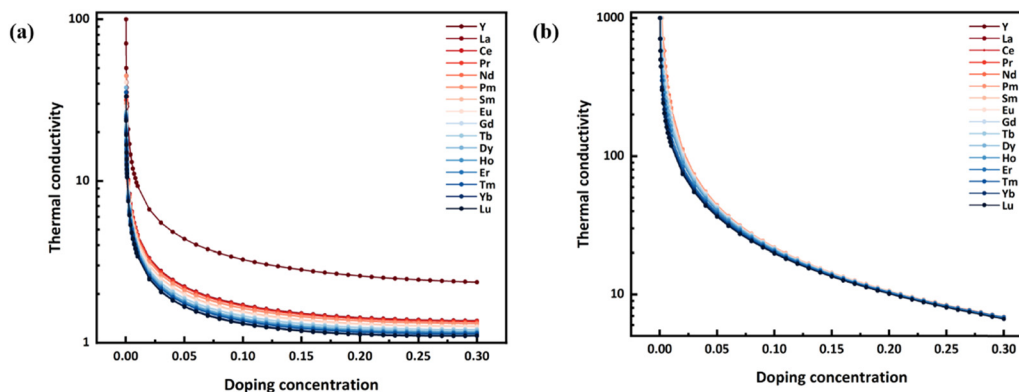 (a)
Thermal conductivity
100
10
1
0.00 0.05 0.10 0.15 0.20 0.25 0.30
Doping concentration
Y
La
Ce
Pr
Nd
Pm
Sm
Eu
Gd
Tb
Dy
Ho
Er
Tm
Yb
Lu
(b)
Thermal conductivity
1000
100
10
0.00 0.05 0.10 0.15 0.20 0.25 0.30
Doping concentration
Y
La
Ce
Pr
Nd
Pm
Sm
Eu
Gd
Tb
Dy
Ho
Er
Tm
Yb
Lu